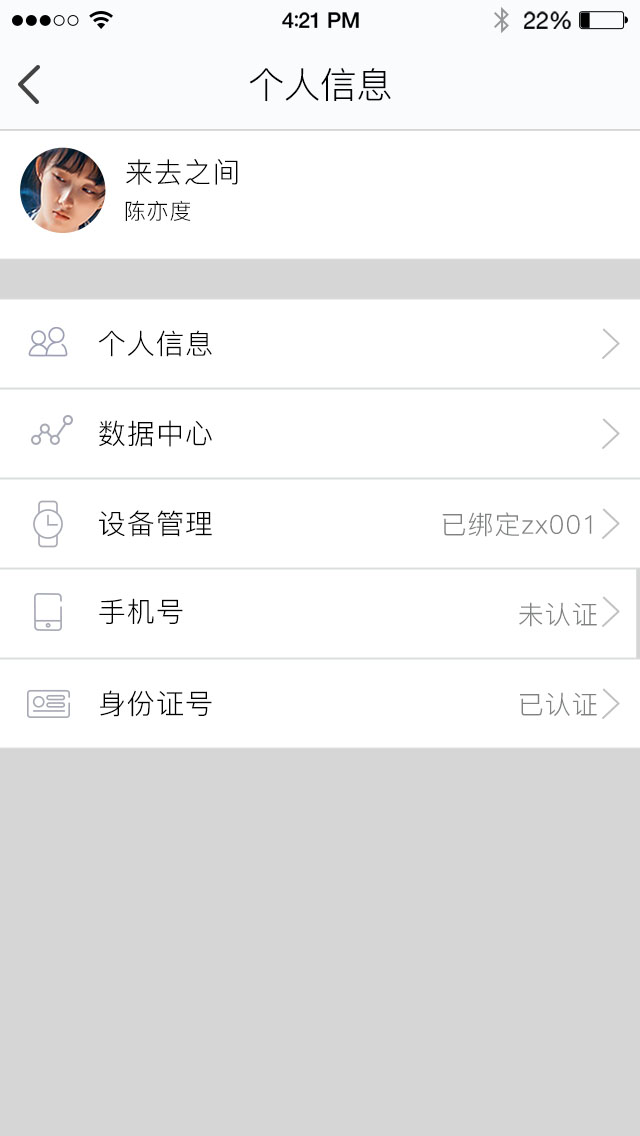 4:21 PM 22%
个人信息
来去之间
陈亦度
个人信息
数据中心
设备管理 已绑定zx001
手机号 未认证
身份证号 已认证